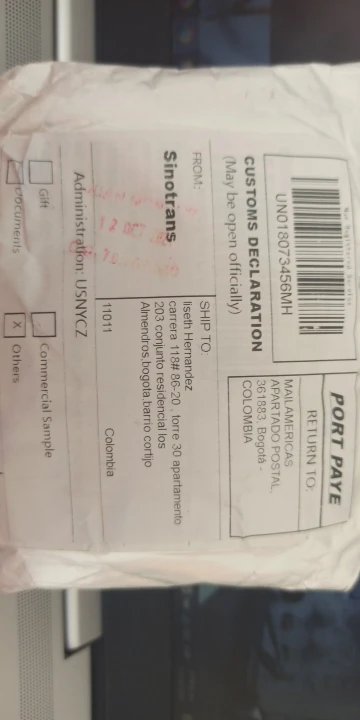 PORT PAYE
RETURN TO:
MAILAMERICAS
APARTADO POSTAL,
361883, Bogotá -
COLOMBIA
UN018073456MH
CUSTOMS DECLARATION
(May be open officially)
FROM:
Sinotrans
SHIP TO:
liseth Hernandez
carrera 118# 86-20 , torre 30 apartamento
203 conjunto residencial los
Almendros,bogota,barrio cortijo
11011 Colombia
Administration: USNYCZ
Gift
Commercial Sample
Documents
X Others